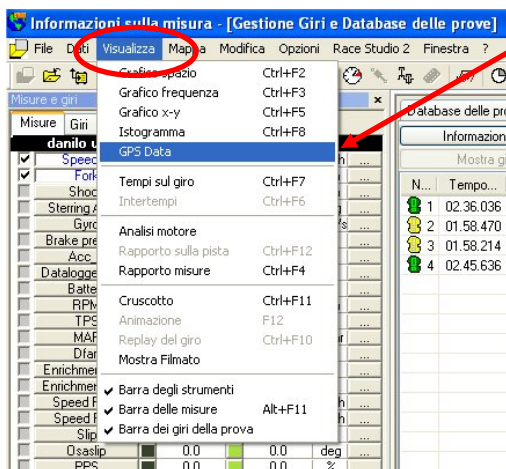 Informazioni sulla misura - [Gestione Giri e Database delle prove]
File Dati Visualizza Mappa Modifica Opzioni Race Studio 2 Finestra ?
Misure e giri
Misure Giri
danilo
Grafico spazio Ctrl+F2
Grafico frequenza Ctrl+F3
Grafico x-y Ctrl+F5
Istogramma Ctrl+F8
GPS Data
Tempi sul giro Ctrl+F7
Intertempi Ctrl+F6
Analisi motore
Rapporto sulla pista Ctrl+F12
Rapporto misure Ctrl+F4
Cruscotto Ctrl+F11
Animazione F12
Replay del giro Ctrl+F10
Mostra Filmato
Barra degli strumenti
Barra delle misure Alt+F11
Barra dei giri della prova
Speed
Fork
Shoc
Sterring
Gyro
Brake pre
Acc_
Datalogge
Batte
RPM
TPS
MAF
Dfar
Enrichmer
Enrichmer
Speed F
Speed F
Slip
Osaslip 0.0 0.0 deg ...
PPS 0.0 0.0 % ...
Database delle pro
Informazion
Mostra gi
N... Tempo...
1 02.36.036
2 01.58.470
3 01.58.214
4 02.45.636